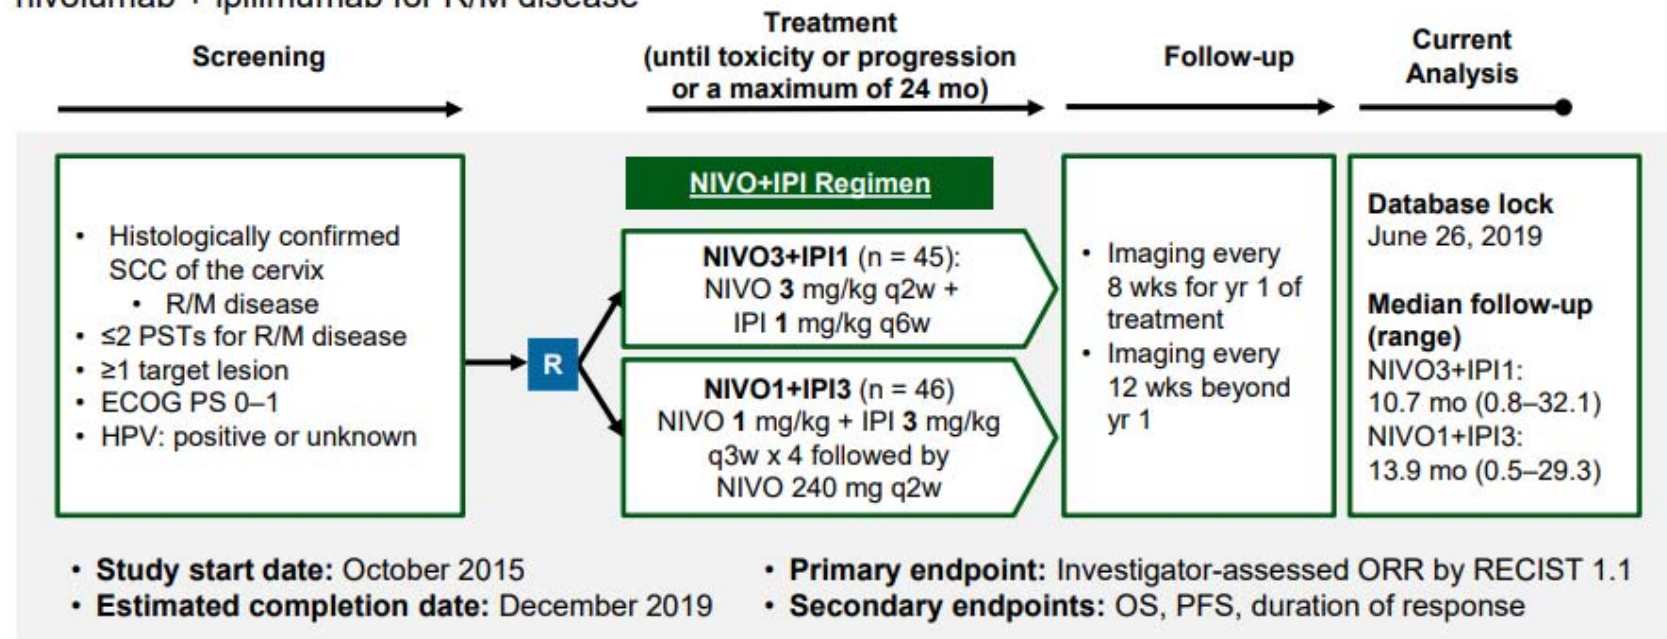 nivolumab + ipilimumab for R/M disease
Screening
Treatment
(until toxicity or progression
or a maximum of 24 mo)
Follow-up
Current
Analysis
• Histologically confirmed
SCC of the cervix
• R/M disease
• ≤2 PSTs for R/M disease
• ≥1 target lesion
• ECOG PS 0–1
• HPV: positive or unknown
R
NIVO+IPI Regimen
NIVO3+IPI1 (n = 45):
NIVO 3 mg/kg q2w +
IPI 1 mg/kg q6w
NIVO1+IPI3 (n = 46)
NIVO 1 mg/kg + IPI 3 mg/kg
q3w x 4 followed by
NIVO 240 mg q2w
• Imaging every
8 wks for yr 1 of
treatment
• Imaging every
12 wks beyond
yr 1
Database lock
June 26, 2019
Median follow-up
(range)
NIVO3+IPI1:
10.7 mo (0.8–32.1)
NIVO1+IPI3:
13.9 mo (0.5–29.3)
• Study start date: October 2015
• Estimated completion date: December 2019
• Primary endpoint: Investigator-assessed ORR by RECIST 1.1
• Secondary endpoints: OS, PFS, duration of response